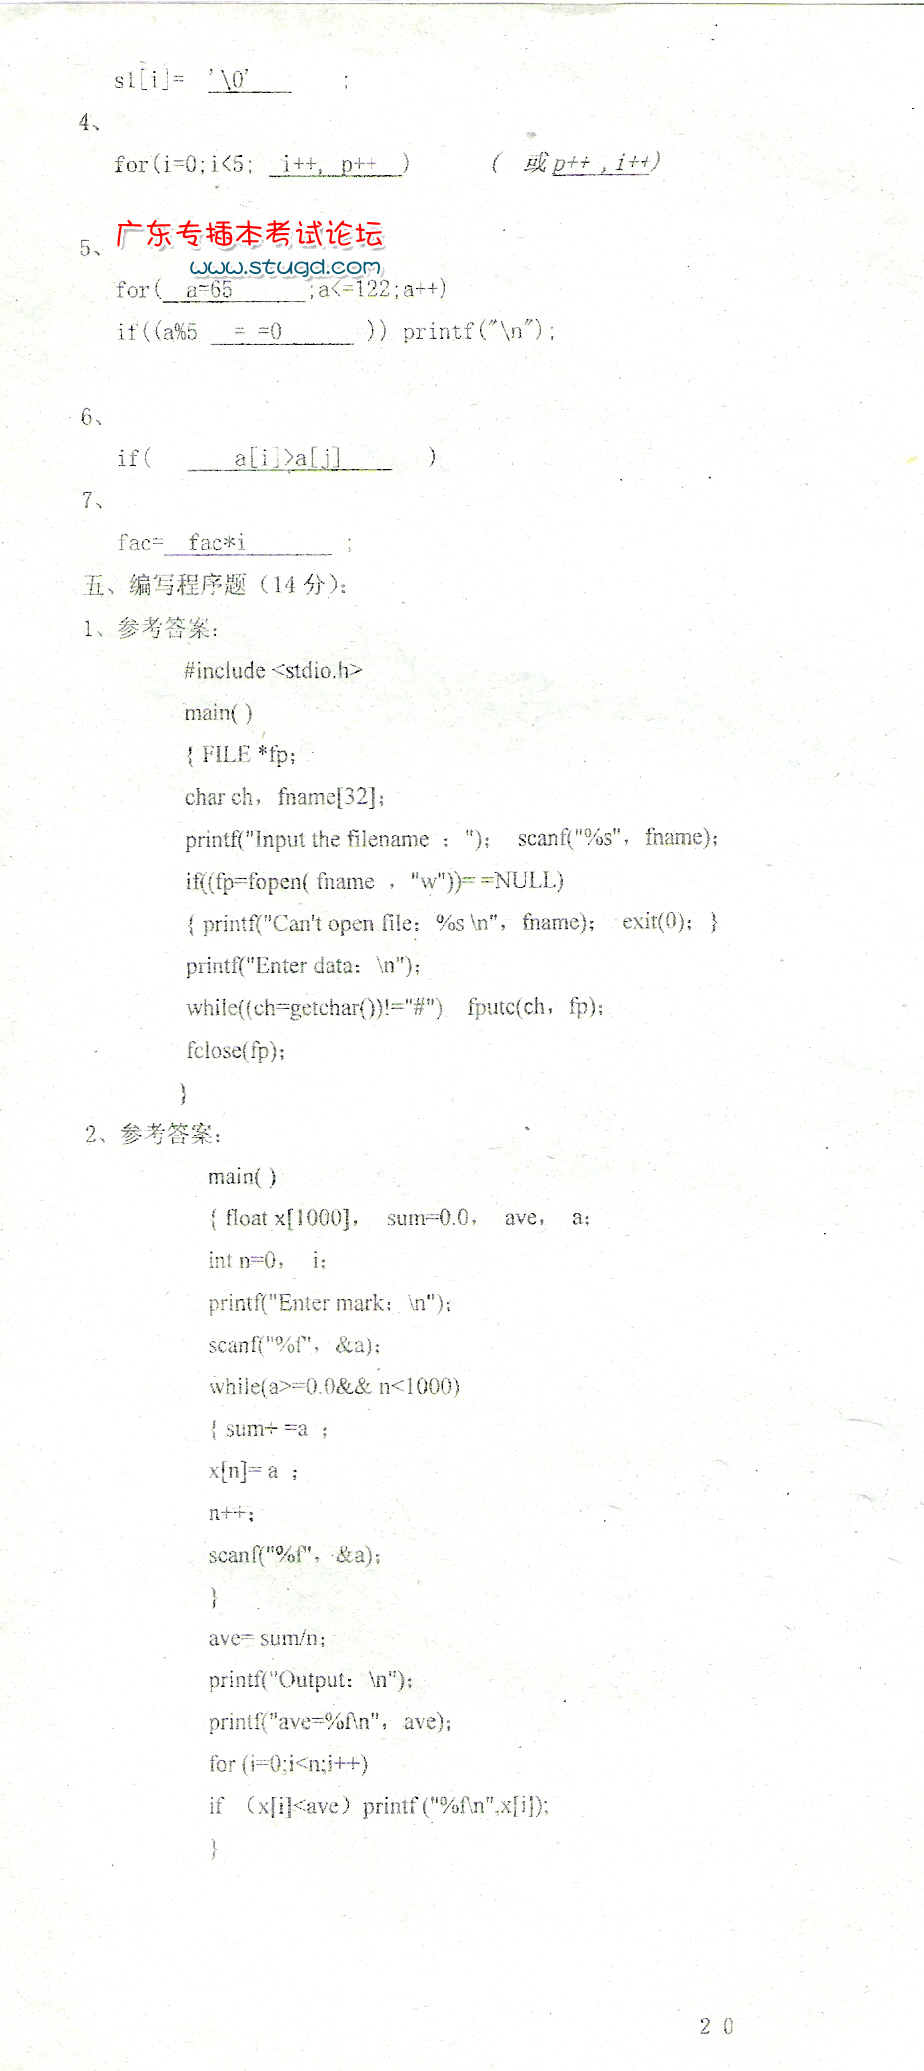 s1[i]= '\0' ;
4、
for(i=0;i<5; i++, p++ ) ( 或p++ ,i++)
广东专插本考试论坛
5、
www.stugd.com
for( a=65 ;a<=122;a++)
if((a%5 = =0 )) printf("\n");
6、
if( a[i]>a[j] )
7、
fac= fac*i ;
五、编写程序题（14 分）:
1、参考答案:
#include <stdio.h>
main( )
{ FILE *fp;
char ch, fname[32];
printf("Input the filename : "); scanf("%s", fname);
if((fp=fopen( fname , "w"))= =NULL)
{ printf("Can't open file: %s \n", fname); exit(0); }
printf("Enter data: \n");
while((ch=getchar())!="#") fputc(ch, fp);
fclose(fp);
}
2、参考答案:
main( )
{ float x[1000], sum=0.0, ave, a;
int n=0, i;
printf("Enter mark: \n");
scanf("%f", &a);
while(a>=0.0&& n<1000)
{ sum+ =a ;
x[n]= a ;
n++;
scanf("%f", &a);
}
ave= sum/n;
printf("Output: \n");
printf("ave=%f\n", ave);
for (i=0;i<n;i++)
if （x[i]<ave）printf ("%f\n",x[i]);
}
2 0